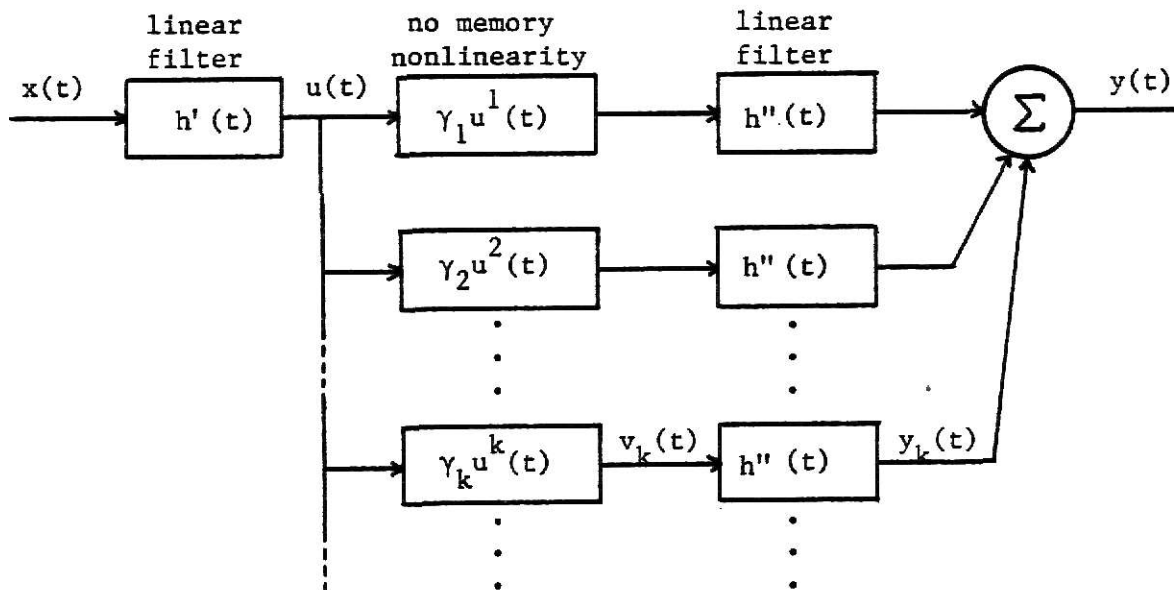 linear
filter
no memory
nonlinearity
linear
filter
x(t)
h'(t)
u(t)
γ₁u¹(t)
h''(t)
Σ
y(t)
γ₂u²(t)
h''(t)
γₖuᵏ(t)
vₖ(t)
h''(t)
yₖ(t)